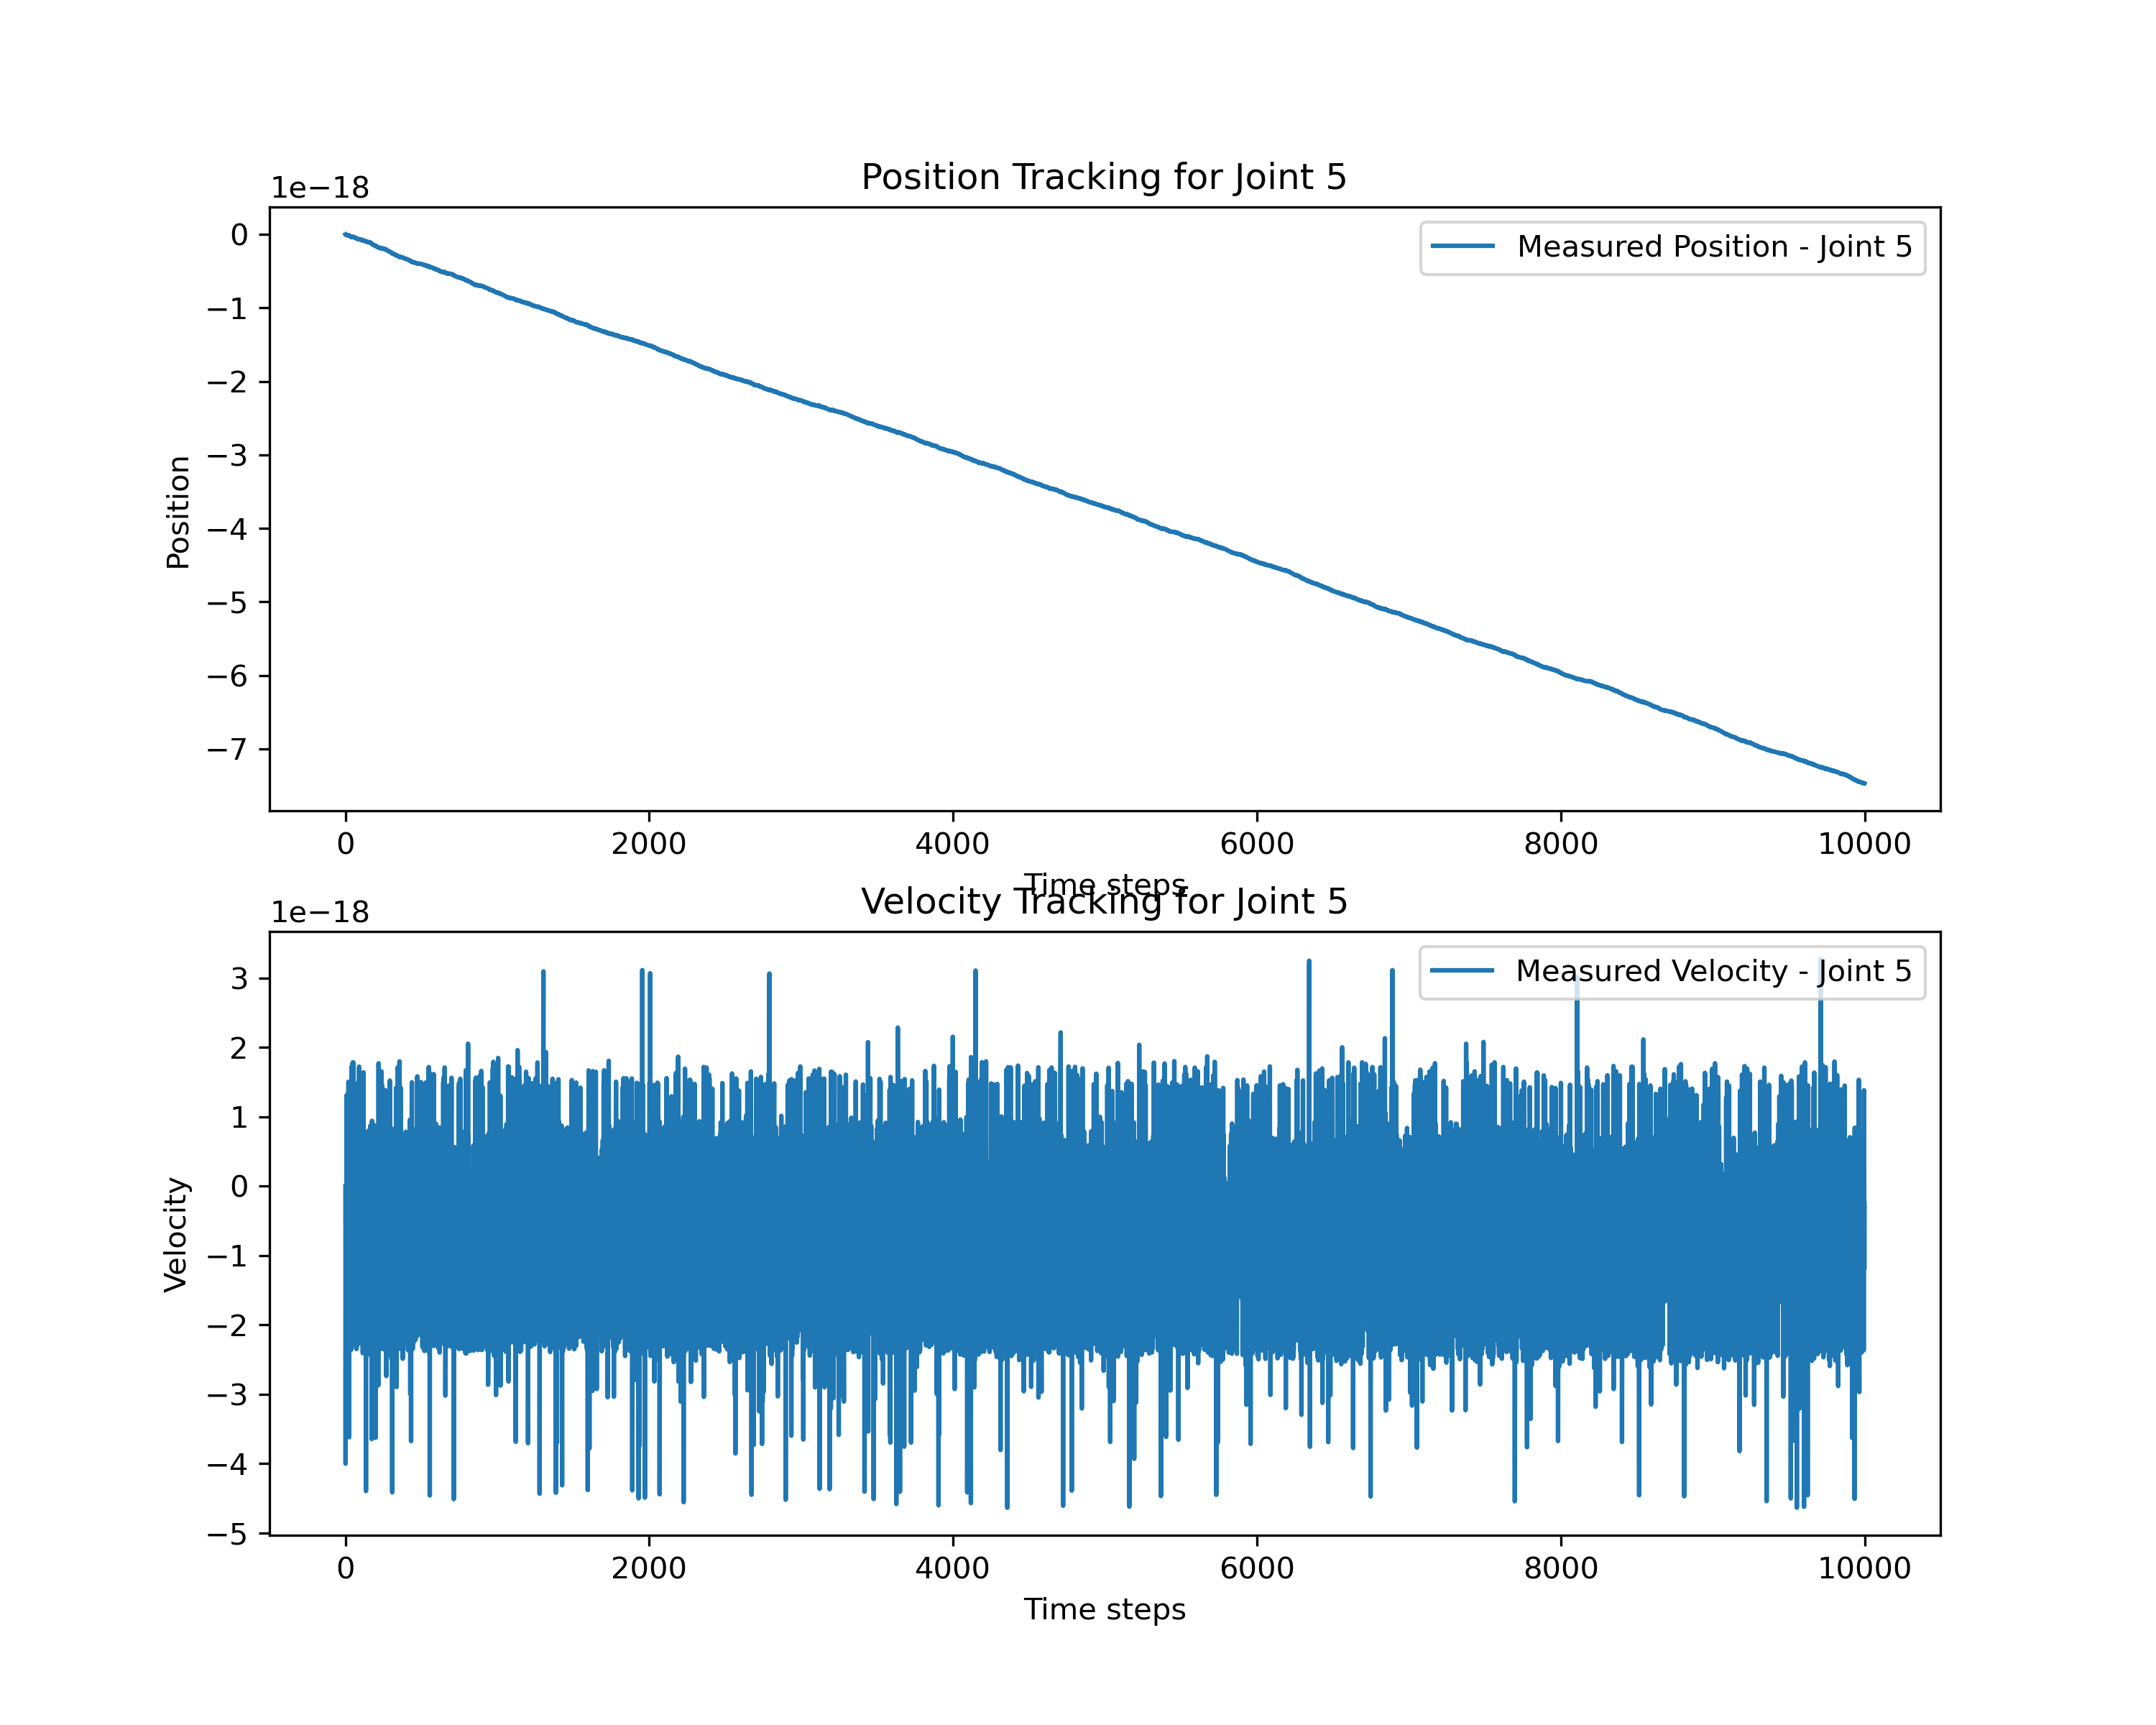 Position Tracking for Joint 5
1e−18
Measured Position - Joint 5
0
−1
−2
−3
−4
−5
−6
−7
Position
0 2000 4000 6000 8000 10000
Time steps
Velocity Tracking for Joint 5
1e−18
Measured Velocity - Joint 5
3
2
1
0
−1
−2
−3
−4
−5
Velocity
0 2000 4000 6000 8000 10000
Time steps